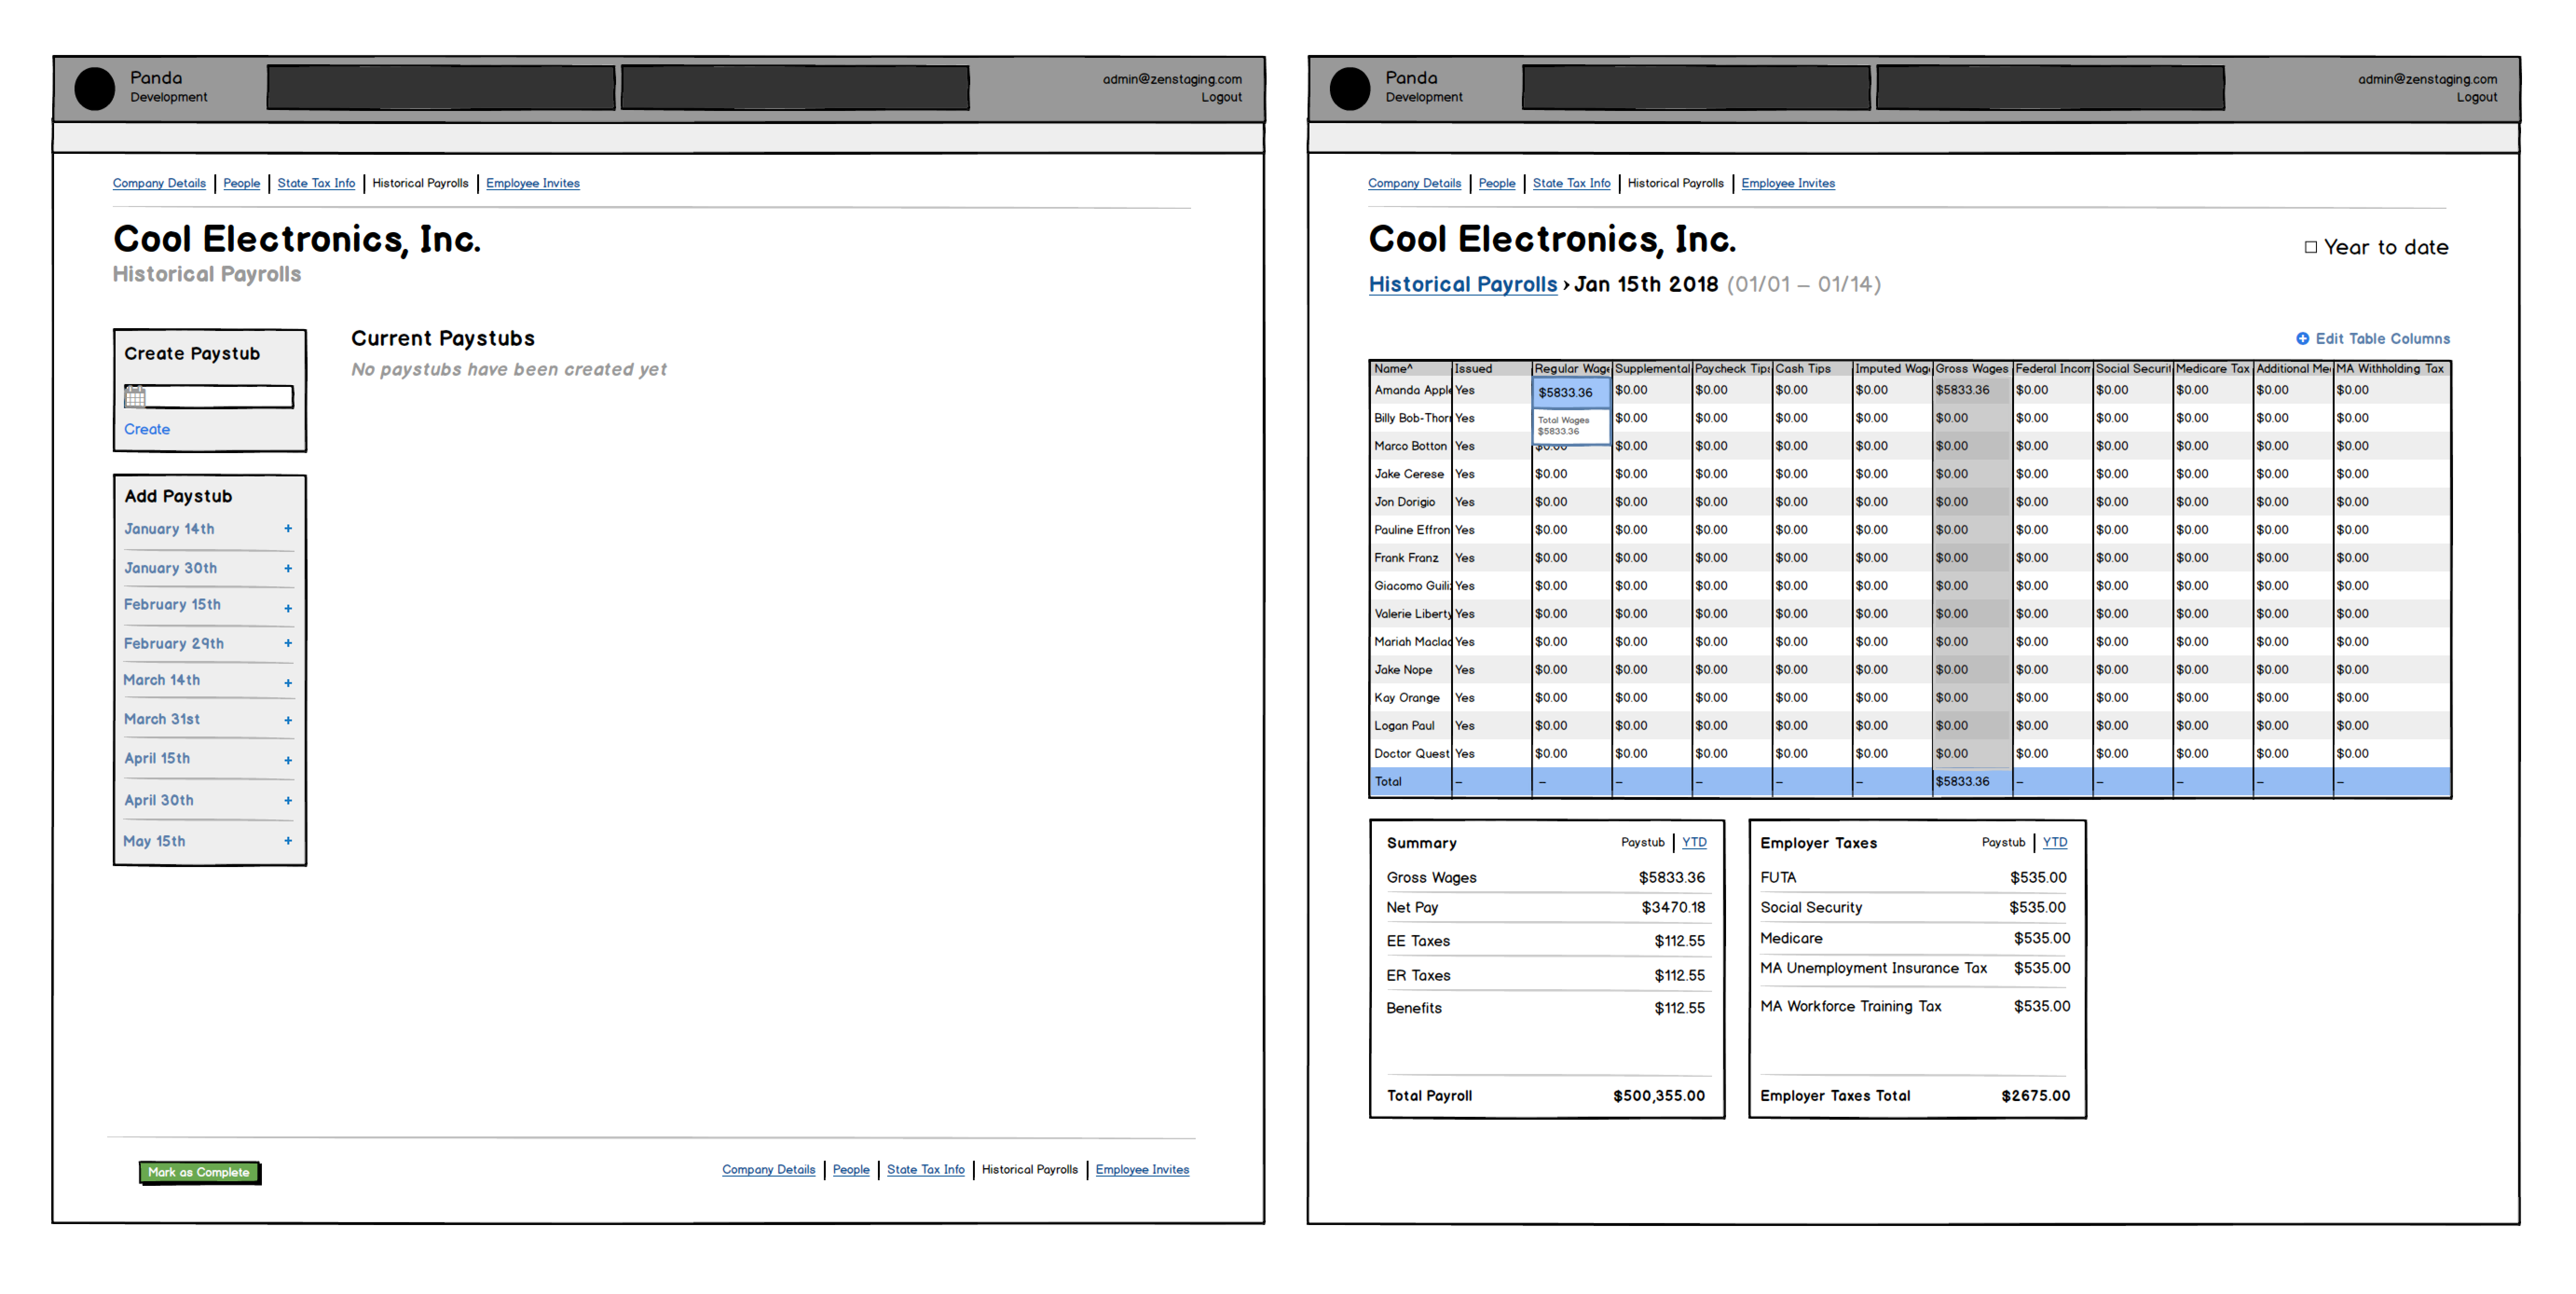 Panda
Development
admin@zenstaging.com
Logout
Company Details | People | State Tax Info | Historical Payrolls | Employee Invites
Cool Electronics, Inc.
Historical Payrolls
Create Paystub
Create
Add Paystub
January 14th +
January 30th +
February 15th +
February 29th +
March 14th +
March 31st +
April 15th +
April 30th +
May 15th +
Current Paystubs
No paystubs have been created yet
Mark as Complete
Company Details | People | State Tax Info | Historical Payrolls | Employee Invites
Panda
Development
admin@zenstaging.com
Logout
Company Details | People | State Tax Info | Historical Payrolls | Employee Invites
Cool Electronics, Inc.
Year to date
Historical Payrolls › Jan 15th 2018 (01/01 – 01/14)
Edit Table Columns
Name^ Issued Regular Wage Supplemental Paycheck Tips Cash Tips Imputed Wag Gross Wages Federal Incom Social Securit Medicare Tax Additional Me MA Withholding Tax
Amanda Apple Yes $5833.36 $0.00 $0.00 $0.00 $0.00 $5833.36 $0.00 $0.00 $0.00 $0.00 $0.00
Billy Bob-Thor Yes Total Wages $0.00 $0.00 $0.00 $0.00 $0.00 $0.00 $0.00 $0.00 $0.00 $0.00
$5833.36
Marco Botton Yes $0.00 $0.00 $0.00 $0.00 $0.00 $0.00 $0.00 $0.00 $0.00 $0.00 $0.00
Jake Cerese Yes $0.00 $0.00 $0.00 $0.00 $0.00 $0.00 $0.00 $0.00 $0.00 $0.00 $0.00
Jon Dorigio Yes $0.00 $0.00 $0.00 $0.00 $0.00 $0.00 $0.00 $0.00 $0.00 $0.00 $0.00
Pauline Effron Yes $0.00 $0.00 $0.00 $0.00 $0.00 $0.00 $0.00 $0.00 $0.00 $0.00 $0.00
Frank Franz Yes $0.00 $0.00 $0.00 $0.00 $0.00 $0.00 $0.00 $0.00 $0.00 $0.00 $0.00
Giacomo Guili Yes $0.00 $0.00 $0.00 $0.00 $0.00 $0.00 $0.00 $0.00 $0.00 $0.00 $0.00
Valerie Liberty Yes $0.00 $0.00 $0.00 $0.00 $0.00 $0.00 $0.00 $0.00 $0.00 $0.00 $0.00
Mariah Maclac Yes $0.00 $0.00 $0.00 $0.00 $0.00 $0.00 $0.00 $0.00 $0.00 $0.00 $0.00
Jake Nope Yes $0.00 $0.00 $0.00 $0.00 $0.00 $0.00 $0.00 $0.00 $0.00 $0.00 $0.00
Kay Orange Yes $0.00 $0.00 $0.00 $0.00 $0.00 $0.00 $0.00 $0.00 $0.00 $0.00 $0.00
Logan Paul Yes $0.00 $0.00 $0.00 $0.00 $0.00 $0.00 $0.00 $0.00 $0.00 $0.00 $0.00
Doctor Quest Yes $0.00 $0.00 $0.00 $0.00 $0.00 $0.00 $0.00 $0.00 $0.00 $0.00 $0.00
Total – – – – – – $5833.36 – – – – –
Summary Paystub | YTD
Gross Wages $5833.36
Net Pay $3470.18
EE Taxes $112.55
ER Taxes $112.55
Benefits $112.55
Total Payroll $500,355.00
Employer Taxes Paystub | YTD
FUTA $535.00
Social Security $535.00
Medicare $535.00
MA Unemployment Insurance Tax $535.00
MA Workforce Training Tax $535.00
Employer Taxes Total $2675.00